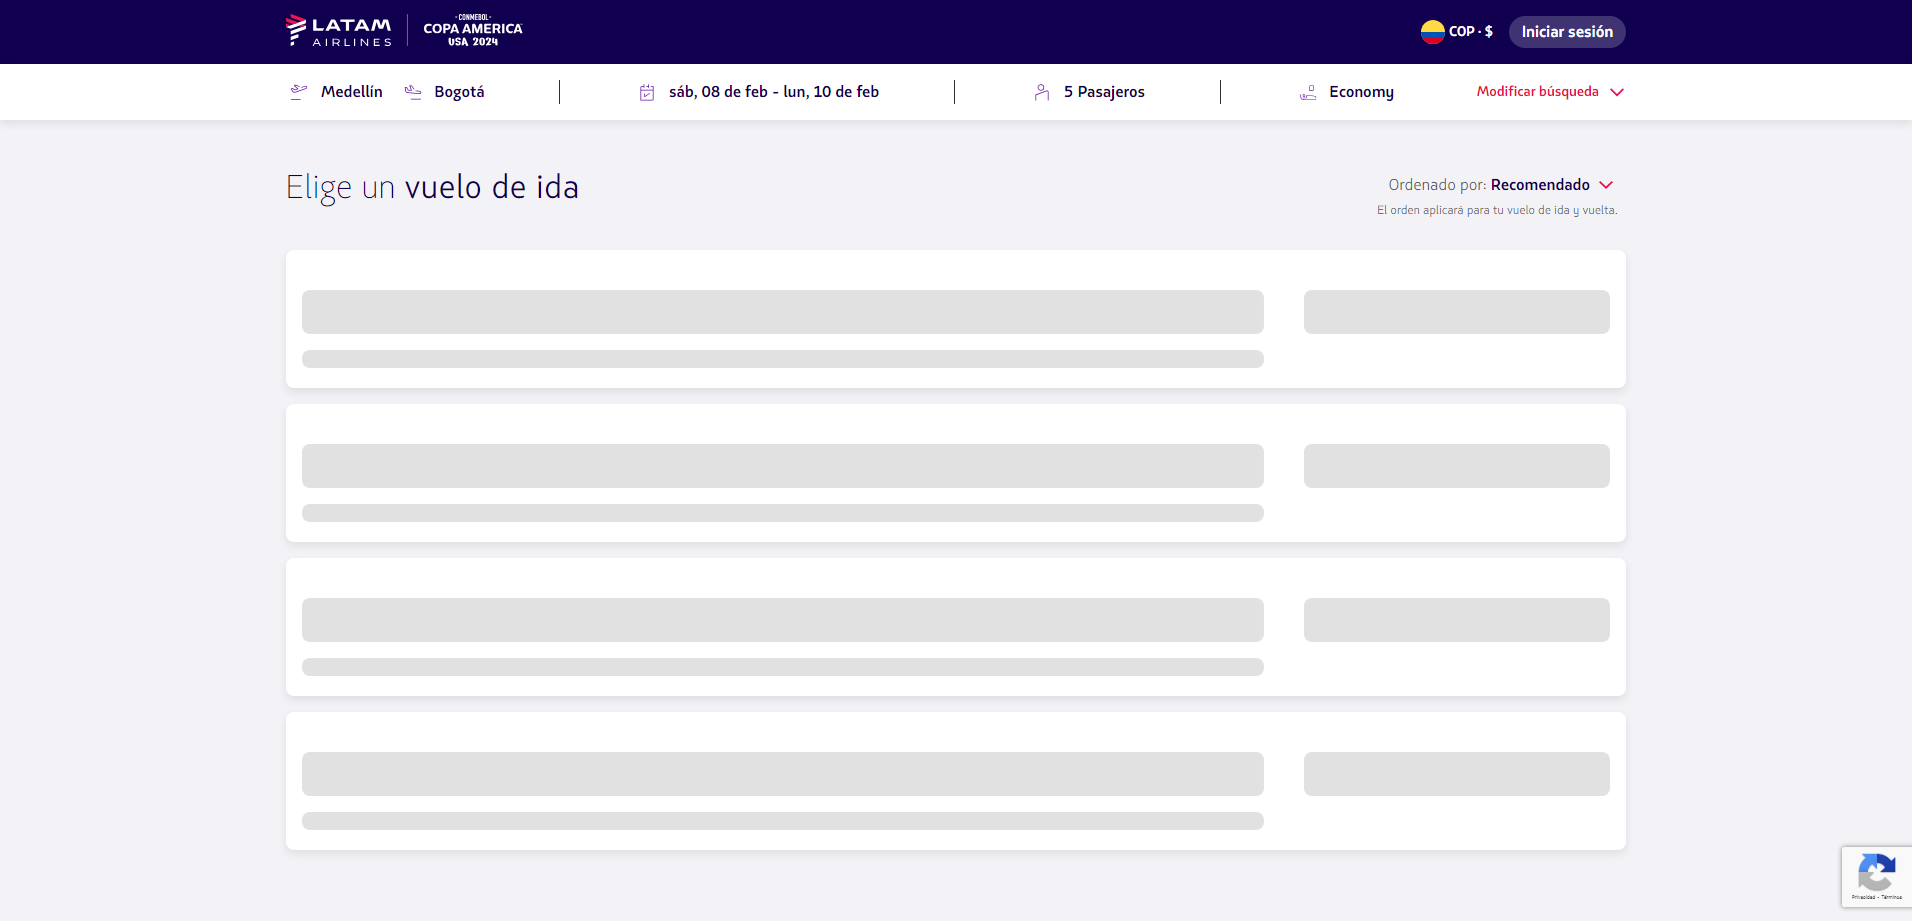 LATAM
AIRLINES
·CONMEBOL·
COPA AMERICA
USA 2024
COP · $
Iniciar sesión
Medellín
Bogotá
sáb, 08 de feb - lun, 10 de feb
5 Pasajeros
Economy
Modificar búsqueda
Elige un vuelo de ida
Ordenado por: Recomendado
El orden aplicará para tu vuelo de ida y vuelta.
Privacidad - Términos